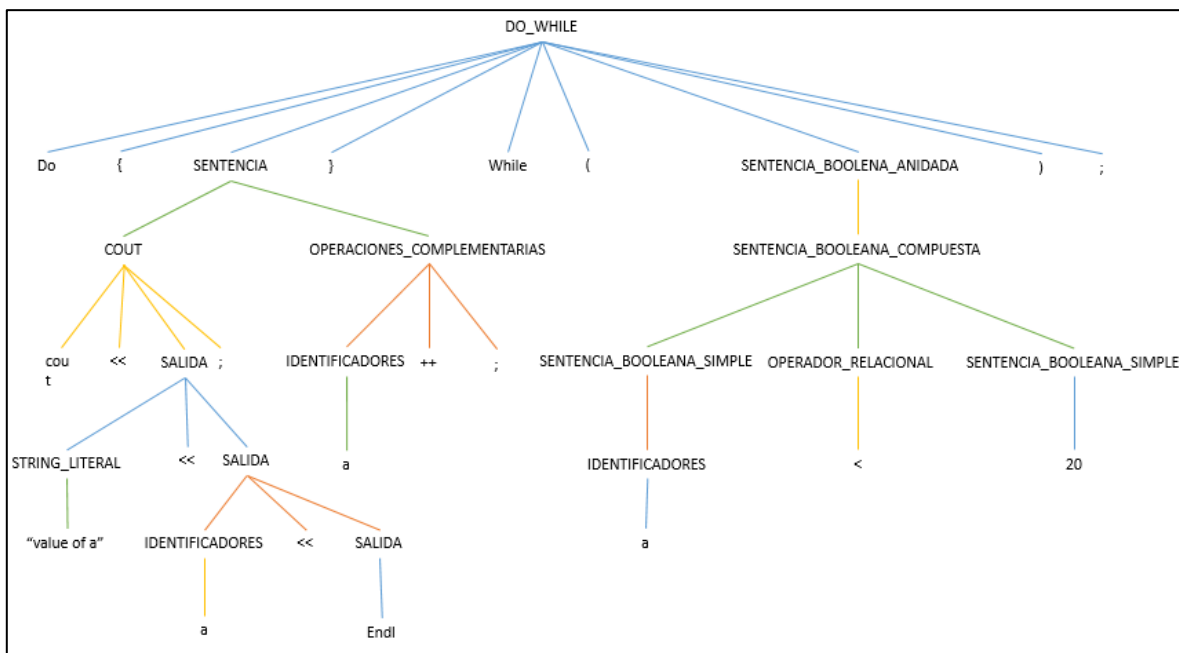 DO_WHILE
Do { SENTENCIA } While ( SENTENCIA_BOOLENA_ANIDADA ) ;
COUT OPERACIONES_COMPLEMENTARIAS SENTENCIA_BOOLEANA_COMPUESTA
cou
t
<< SALIDA ; IDENTIFICADORES ++ ; SENTENCIA_BOOLEANA_SIMPLE OPERADOR_RELACIONAL SENTENCIA_BOOLEANA_SIMPLE
STRING_LITERAL << SALIDA a IDENTIFICADORES < 20
“value of a” IDENTIFICADORES << SALIDA a
a Endl